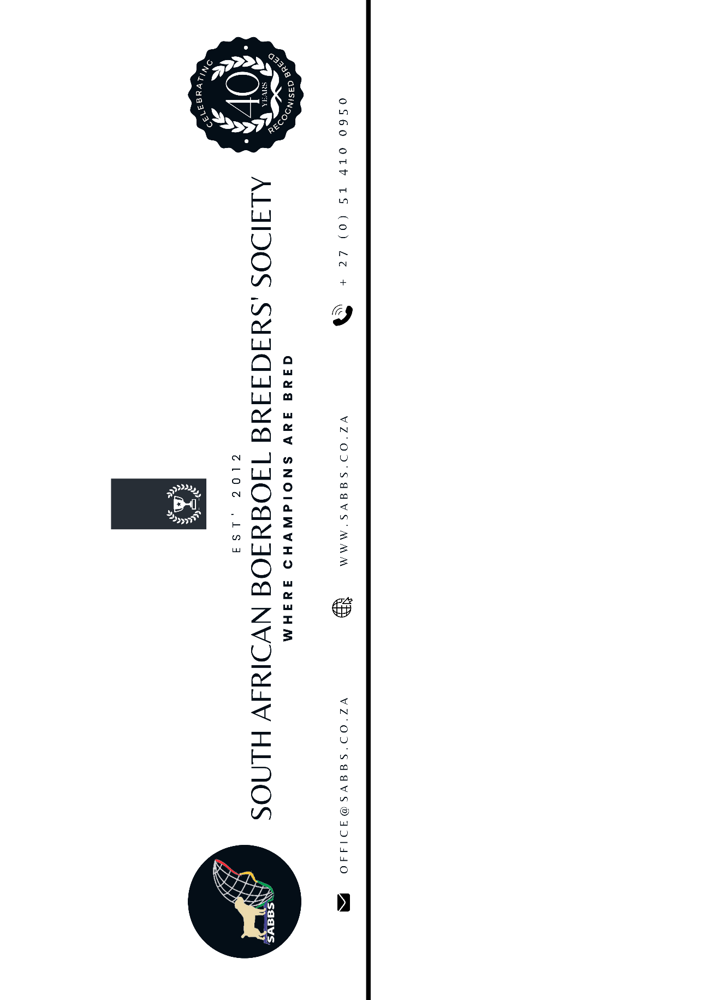 EST' 2012
SOUTH AFRICAN BOERBOEL BREEDERS' SOCIETY
WHERE CHAMPIONS ARE BRED
SABBS
CELEBRATING
40
YEARS
RECOGNISED BREED
OFFICE@SABBS.CO.ZA
WWW.SABBS.CO.ZA
+ 27 (0) 51 410 0950